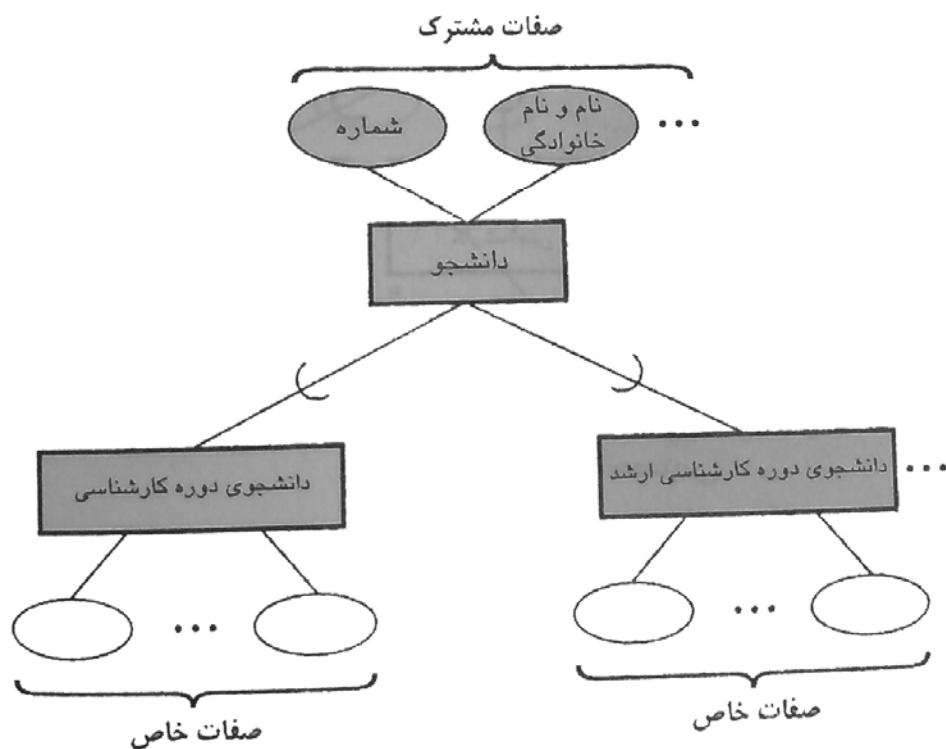 صفات مشترک
شماره
نام و نام
خانوادگی
...
دانشجو
دانشجوی دوره کارشناسی
دانشجوی دوره کارشناسی ارشد
...
...
...
صفات خاص
صفات خاص